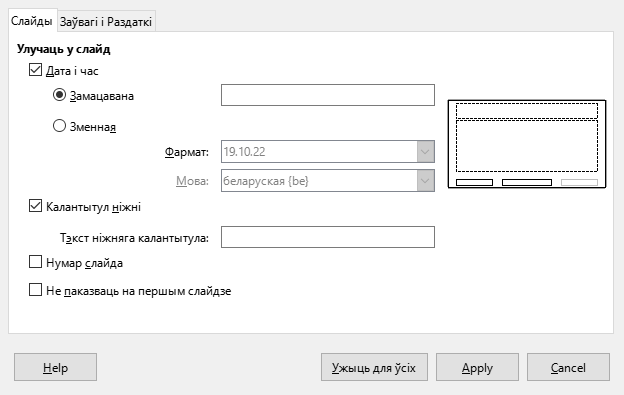 Слайды
Заўвагі і Раздаткі
Улучаць у слайд
Дата і час
Замацавана
Зменная
Фармат:
19.10.22
Мова:
беларуская {be}
Калантытул ніжні
Тэкст ніжняга калантытула:
Нумар слайда
Не паказваць на першым слайдзе
Help
Ужыць для ўсіх
Apply
Cancel